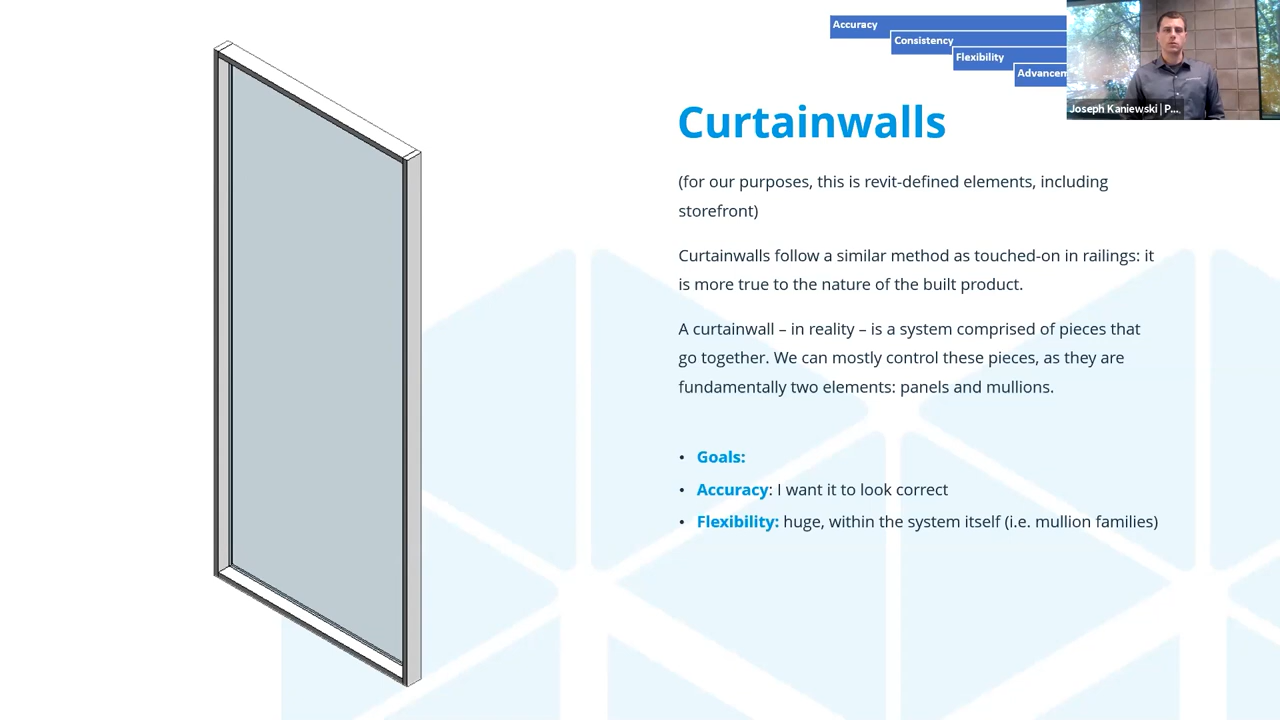 Accuracy
Consistency
Flexibility
Advancem
Joseph Kaniewski | P...
Curtainwalls
(for our purposes, this is revit-defined elements, including
storefront)
Curtainwalls follow a similar method as touched-on in railings: it
is more true to the nature of the built product.
A curtainwall – in reality – is a system comprised of pieces that
go together. We can mostly control these pieces, as they are
fundamentally two elements: panels and mullions.
• Goals:
• Accuracy: I want it to look correct
• Flexibility: huge, within the system itself (i.e. mullion families)